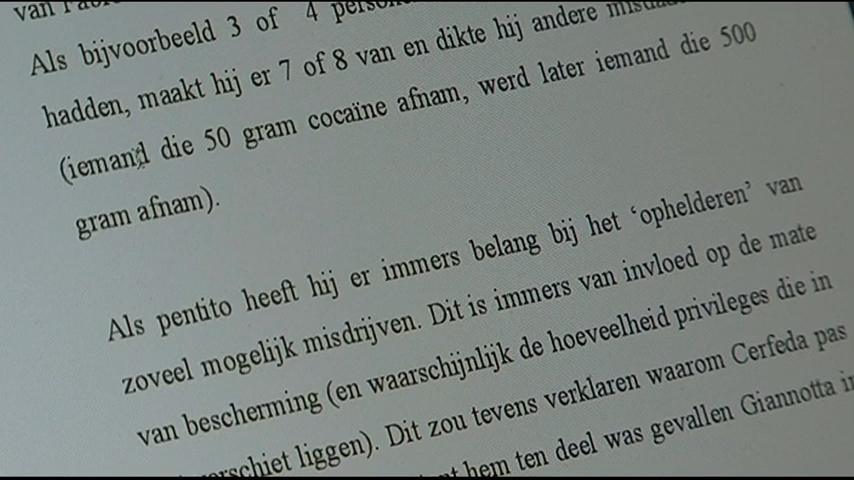 van
Als bijvoorbeeld 3 of 4
hadden, maakt hij er 7 of 8 van en dikte hij andere
(iemand die 50 gram cocaïne afnam, werd later iemand die 500
gram afnam).
Als pentito heeft hij er immers belang bij het ‘ophelderen’ van
zoveel mogelijk misdrijven. Dit is immers van invloed op de mate
van bescherming (en waarschijnlijk de hoeveelheid privileges die in
liggen). Dit zou tevens verklaren waarom Cerfeda pas
hem ten deel was gevallen Giannotta